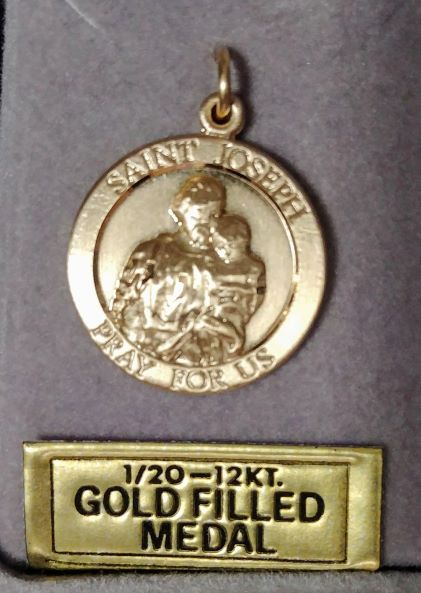 SAINT JOSEPH
PRAY FOR US
1/20-12KT.
GOLD FILLED
MEDAL